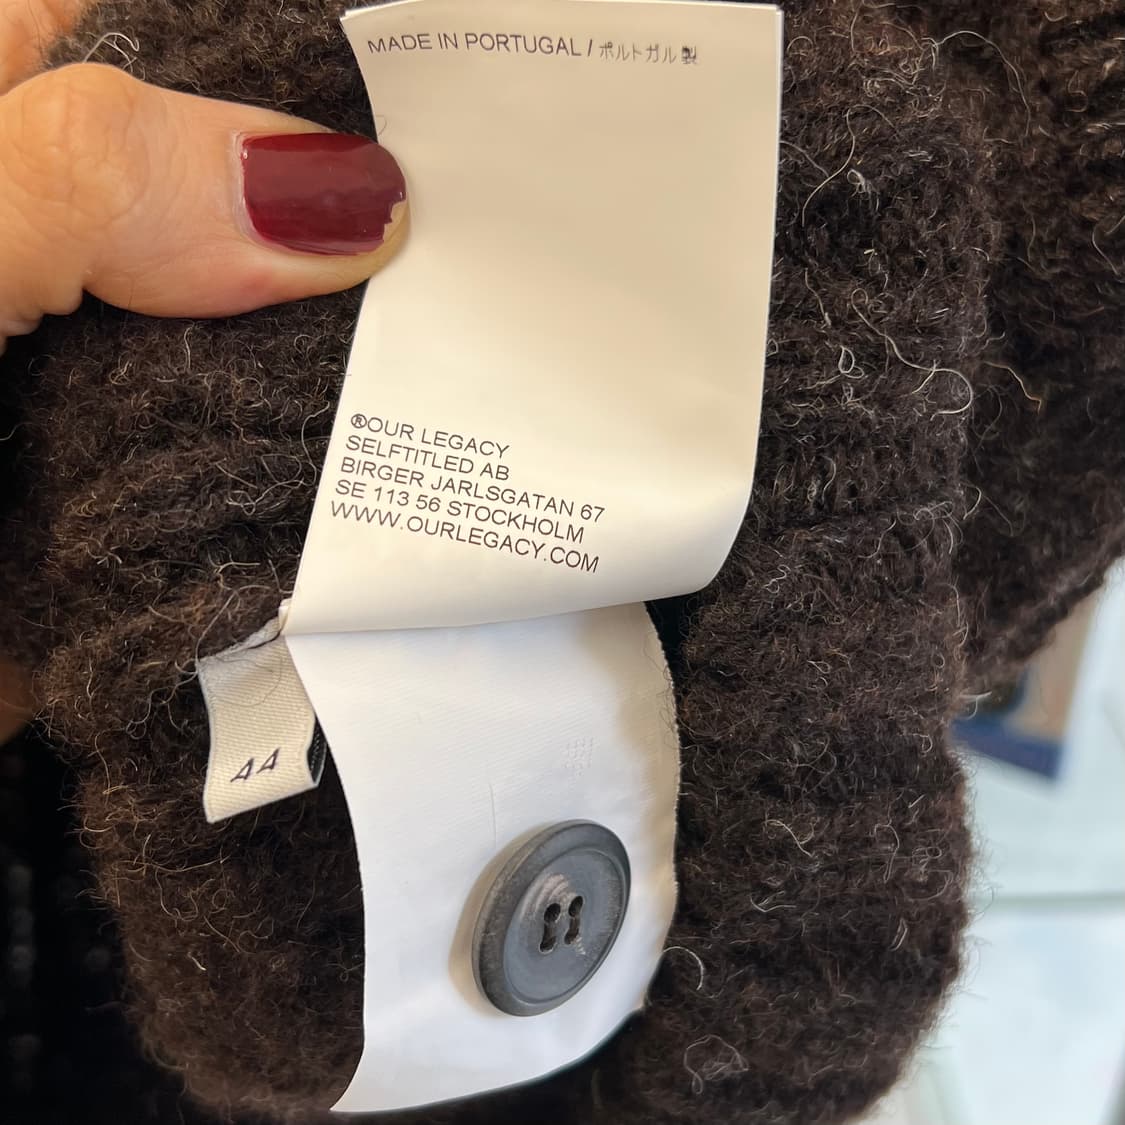 MADE IN PORTUGAL / ポルトガル製
®OUR LEGACY
SELFTITLED AB
BIRGER JARLSGATAN 67
SE 113 56 STOCKHOLM
WWW.OURLEGACY.COM
44